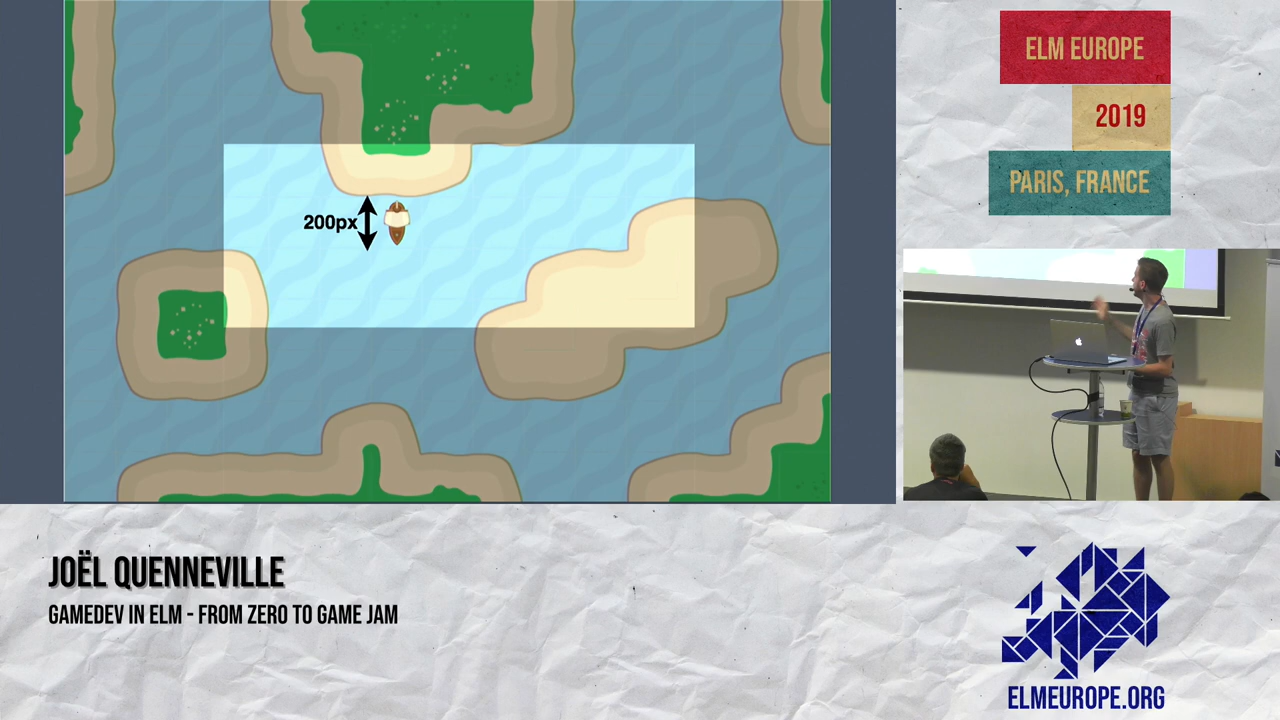 200px
ELM EUROPE
2019
PARIS, FRANCE
JOËL QUENNEVILLE
GAMEDEV IN ELM - FROM ZERO TO GAME JAM
ELMEUROPE.ORG